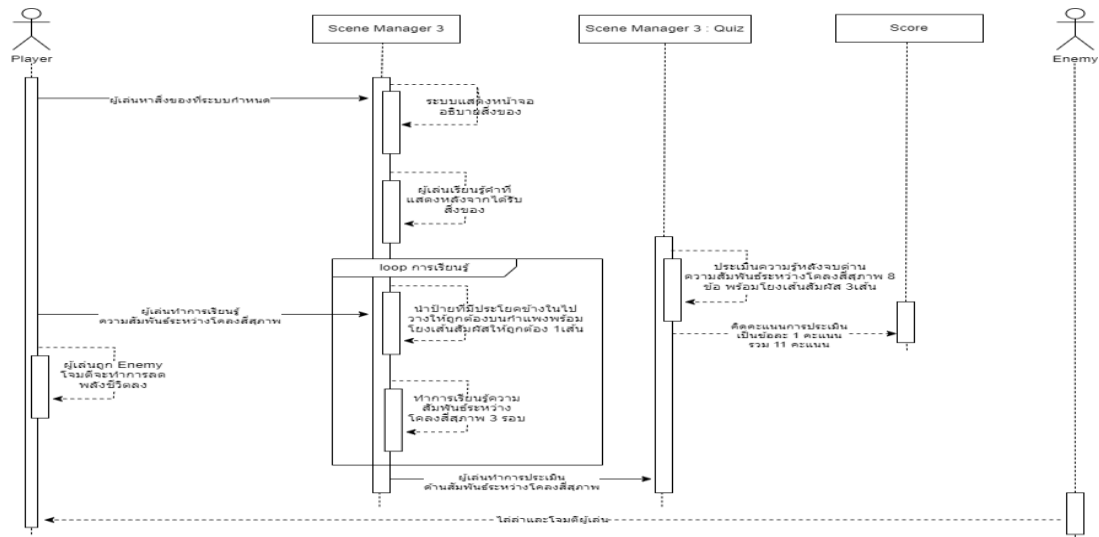 Scene Manager 3
Scene Manager 3 : Quiz
Score
Player
Enemy
ผู้เล่นหาสิ่งของที่ระบบกำหนด
ระบบแสดงหน้าจอ
อธิบายสิ่งของ
ผู้เล่นเรียนรู้คำที่
แสดงหลังจากได้รับ
สิ่งของ
loop การเรียนรู้
ประเมินความรู้หลังจบด่าน
ความสัมพันธ์ระหว่างโคลงสี่สุภาพ 8
ข้อ พร้อมโยงเส้นสัมผัส 3เส้น
ผู้เล่นทำการเรียนรู้
ความสัมพันธ์ระหว่างโคลงสี่สุภาพ
นำป้ายที่มีประโยคข้างในไป
วางให้ถูกต้องบนกำแพงพร้อม
โยงเส้นสัมผัสให้ถูกต้อง 1เส้น
คิดคะแนนการประเมิน
เป็นข้อละ 1 คะแนน
รวม 11 คะแนน
ผู้เล่นถูก Enemy
โจมตีจะทำการลด
พลังชีวิตลง
ทำการเรียนรู้ความ
สัมพันธ์ระหว่าง
โคลงสี่สุภาพ 3 รอบ
ผู้เล่นทำการประเมิน
ด้านสัมพันธ์ระหว่างโคลงสี่สุภาพ
ไล่ล่าและโจมตีผู้เล่น